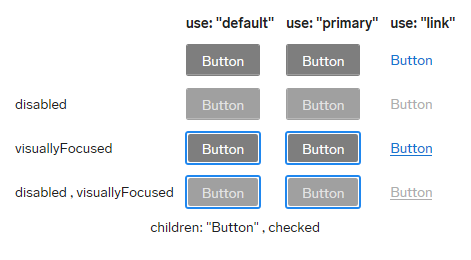 use: "default" use: "primary" use: "link"
Button Button Button
disabled Button Button Button
visuallyFocused Button Button Button
disabled , visuallyFocused Button Button Button
children: "Button" , checked